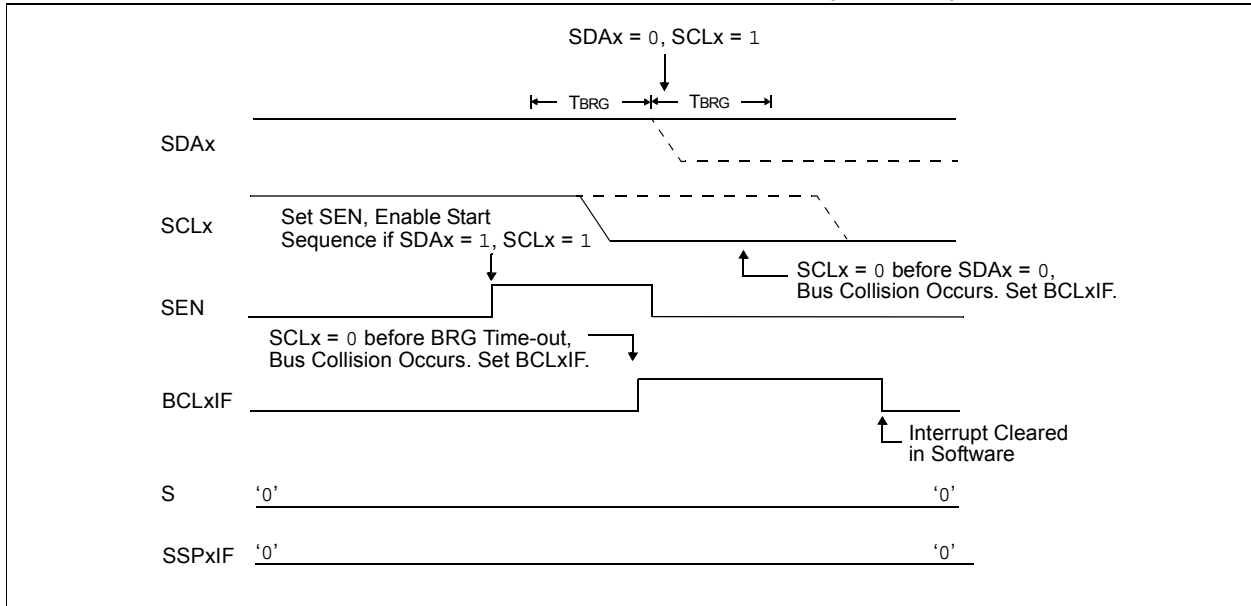 SDAx = 0, SCLx = 1
TBRG TBRG
SDAx
SCLx
Set SEN, Enable Start
Sequence if SDAx = 1, SCLx = 1
SCLx = 0 before SDAx = 0,
Bus Collision Occurs. Set BCLxIF.
SEN
SCLx = 0 before BRG Time-out,
Bus Collision Occurs. Set BCLxIF.
BCLxIF
Interrupt Cleared
in Software
S ‘0’ ‘0’
SSPxIF ‘0’ ‘0’